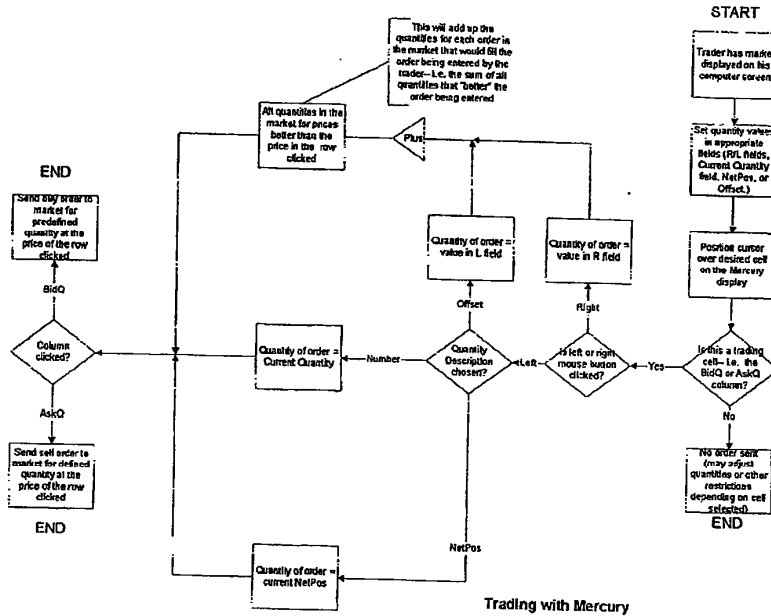 START
Trader has market
displayed on his
computer screen
Set quantity values
in appropriate
fields (R/L fields,
Current Quantity
field, NetPos, or
Offset.)
Position cursor
over desired cell
on the Mercury
display
Is this a trading
cell-- i.e. the
BidQ or AskQ
column?
Yes
No
No order sent
(may adjust
quantities or other
restrictions
depending on cell
selected)
END
Is left or right
mouse button
clicked?
Right
Left
Quantity of order =
value in R field
Quantity
Description
chosen?
Offset
Number
NetPos
Quantity of order =
value in L field
Plus
This will add up the
quantities for each order in
the market that would fill the
order being entered by the
trader--i.e. the sum of all
quantities that "better" the
order being entered
All quantities in the
market for prices
better than the
price in the row
clicked
Quantity of order =
Current Quantity
Quantity of order =
current NetPos
Column
clicked?
BidQ
AskQ
END
Send buy order to
market for
predefined
quantity at the
price of the row
clicked
Send sell order to
market for defined
quantity at the
price of the row
clicked
END
Trading with Mercury